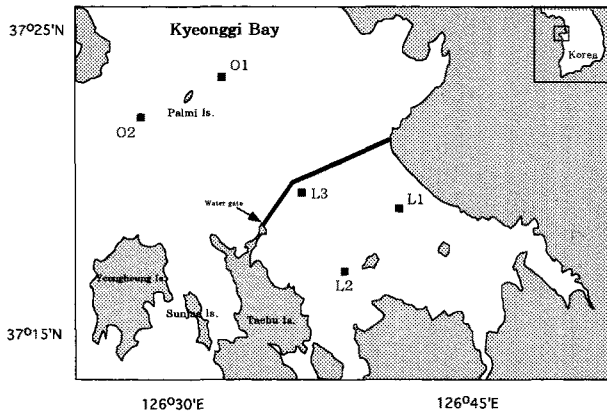 37°25'N
Kyeonggi Bay
Korea
O1
Palmi Is.
O2
Water gate
L3
L1
L2
Yeongheung Is.
Sunjae Is.
Taebu Is.
37°15'N
126°30'E
126°45'E